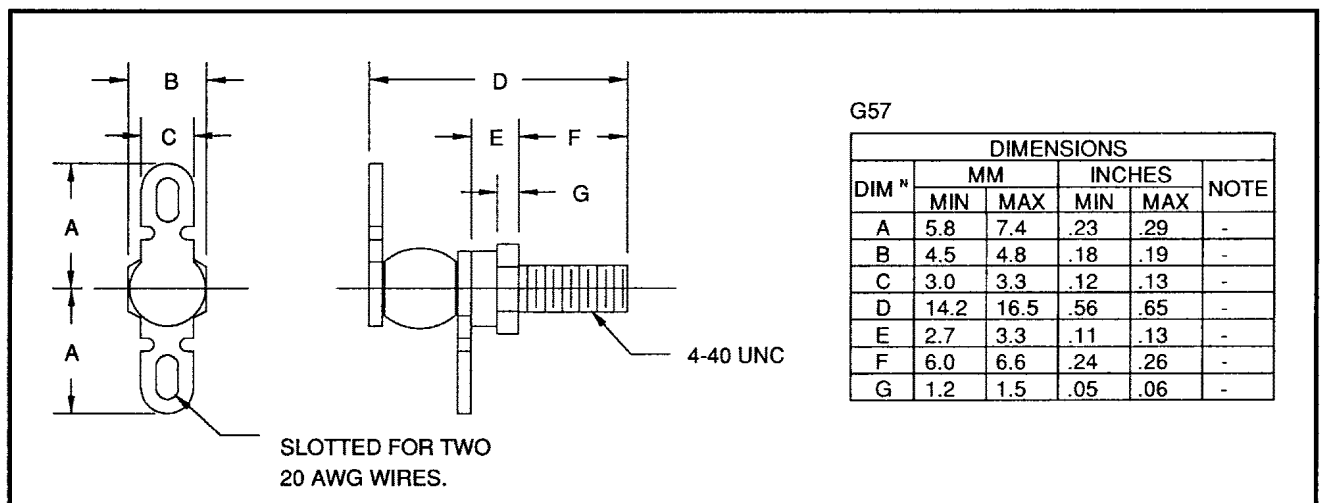 B
C
A
A
D
E
F
G
4-40 UNC
SLOTTED FOR TWO
20 AWG WIRES.
G57
DIMENSIONS
DIM N MM INCHES NOTE
MIN MAX MIN MAX
A 5.8 7.4 .23 .29 -
B 4.5 4.8 .18 .19 -
C 3.0 3.3 .12 .13 -
D 14.2 16.5 .56 .65 -
E 2.7 3.3 .11 .13 -
F 6.0 6.6 .24 .26 -
G 1.2 1.5 .05 .06 -